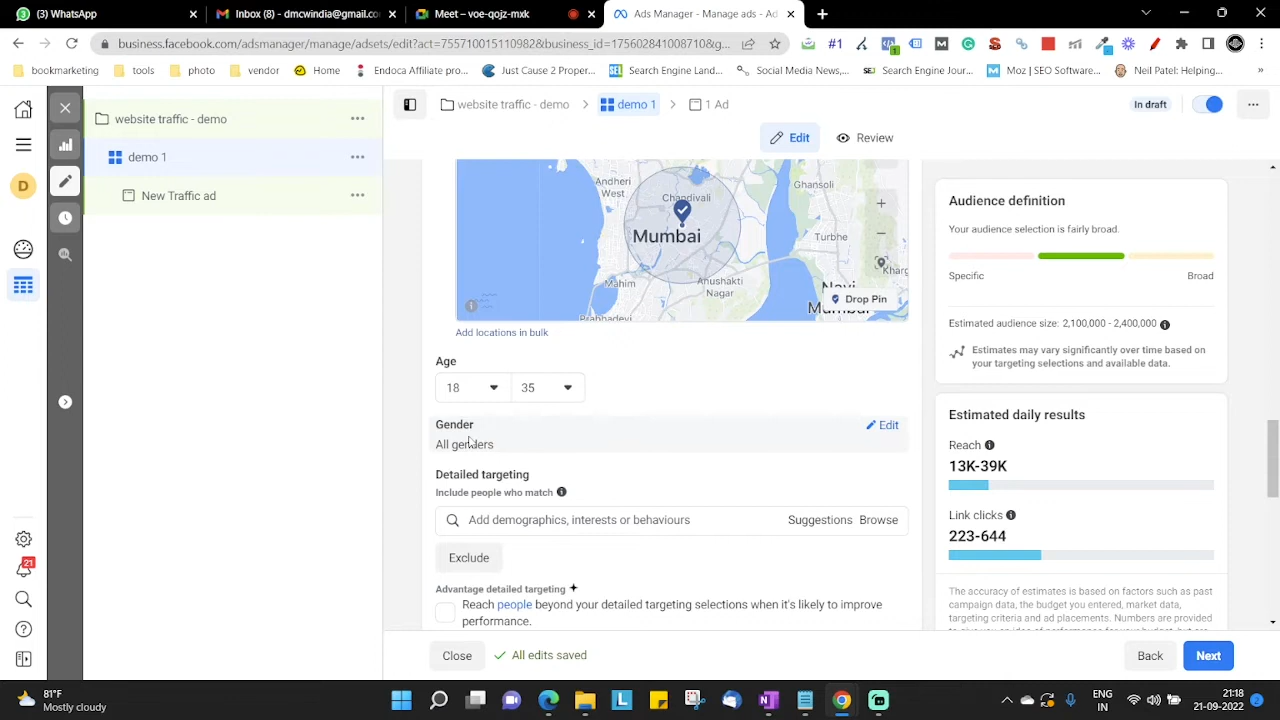 (3) WhatsApp
Inbox (8) - dmcwindia@gmail.co
Meet – voe-qojz-mxk
Ads Manager - Manage ads - Ad
business.facebook.com/adsmanager/manage/adsets/edit?act=755710015110982&business_id=175602841008710&g...
bookmarketing
tools
photo
vendor
Home
Endoca Affiliate pro...
Just Cause 2 Proper...
Search Engine Land...
Social Media News,...
Search Engine Jour...
Moz | SEO Software...
Neil Patel: Helping...
website traffic - demo
demo 1
1 Ad
In draft
Edit
Review
website traffic - demo
demo 1
New Traffic ad
D
21
Andheri
West
Chandivali
Ghansoli
Mumbai
Turbhe
Mahim
Anushakti
Nagar
Kharg
Navi
Mumbai
Prabhadevi
Drop Pin
Add locations in bulk
Age
18
35
Gender
Edit
All genders
Detailed targeting
Include people who match
Add demographics, interests or behaviours
Suggestions
Browse
Exclude
Advantage detailed targeting
Reach people beyond your detailed targeting selections when it's likely to improve
performance.
Audience definition
Your audience selection is fairly broad.
Specific
Broad
Estimated audience size: 2,100,000 - 2,400,000
Estimates may vary significantly over time based on
your targeting selections and available data.
Estimated daily results
Reach
13K-39K
Link clicks
223-644
The accuracy of estimates is based on factors such as past
campaign data, the budget you entered, market data,
targeting criteria and ad placements. Numbers are provided
Close
All edits saved
Back
Next
81°F
Mostly cloudy
ENG
IN
21:18
21-09-2022
2